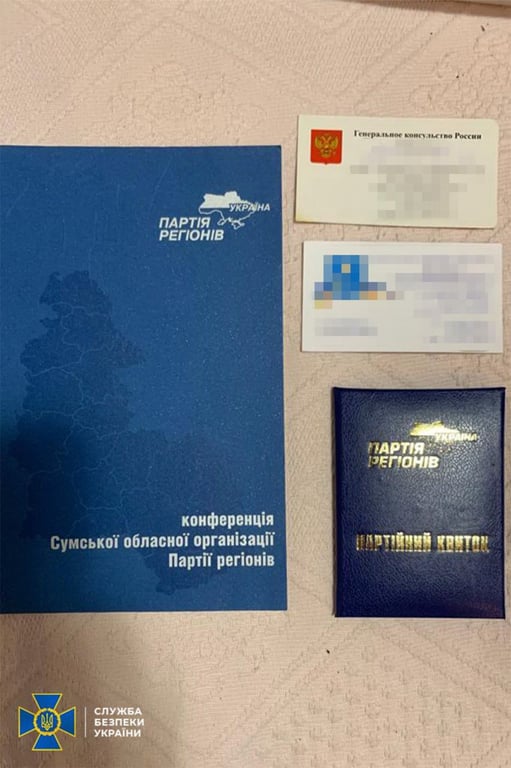 УКРАЇНА
ПАРТІЯ
РЕГІОНІВ
конференція
Сумської обласної організації
Партії регіонів
Генеральное консульство России
УКРАЇНА
ПАРТІЯ
РЕГІОНІВ
ПАРТІЙНИЙ КВИТОК
СЛУЖБА
БЕЗПЕКИ
УКРАЇНИ